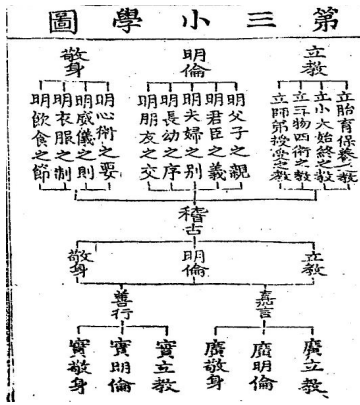 第三小學圖
立教
明倫
敬身
立胎育保養之教
立小大始終之教
立三物四術之教
立師弟授受之教
明父子之親
明君臣之義
明夫婦之别
明長幼之序
明朋友之交
明心術之要
明威儀之則
明衣服之制
明飲食之節
稽古
立教
明倫
敬身
嘉言
善行
廣立教
廣明倫
廣敬身
實立教
實明倫
實敬身